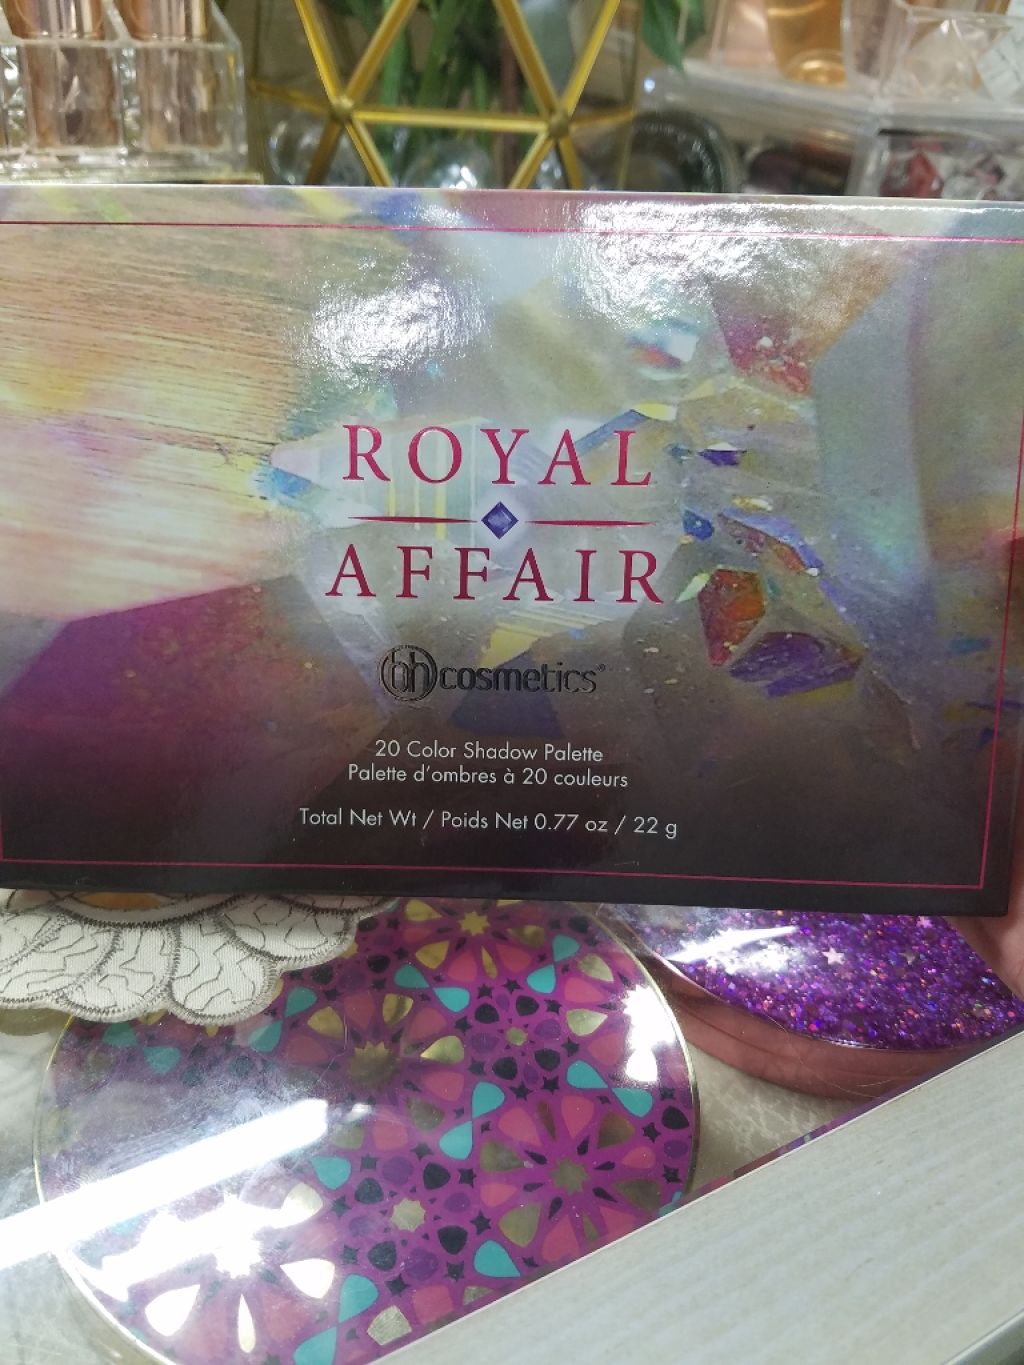 ROYAL
AFFAIR
bh cosmetics®
20 Color Shadow Palette
Palette d'ombres à 20 couleurs
Total Net Wt / Poids Net 0.77 oz / 22 g